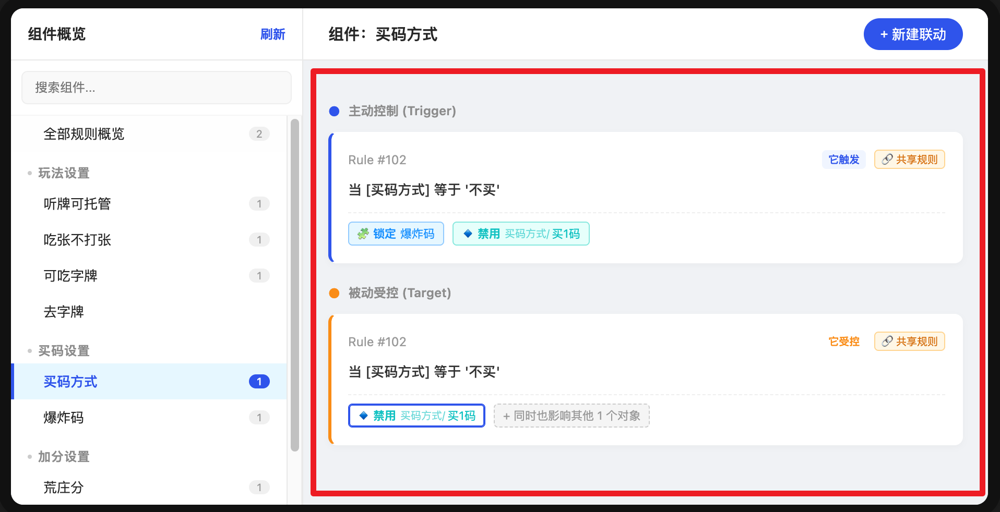 组件概览
刷新
搜索组件...
全部规则概览 2
玩法设置
听牌可托管 1
吃张不打张 1
可吃字牌 1
去字牌
买码设置
买码方式 1
爆炸码 1
加分设置
荒庄分 1
组件：买码方式
+ 新建联动
主动控制 (Trigger)
Rule #102
它触发
共享规则
当 [买码方式] 等于 '不买'
锁定 爆炸码
禁用 买码方式/ 买1码
被动受控 (Target)
Rule #102
它受控
共享规则
当 [买码方式] 等于 '不买'
禁用 买码方式/ 买1码
+ 同时也影响其他 1 个对象